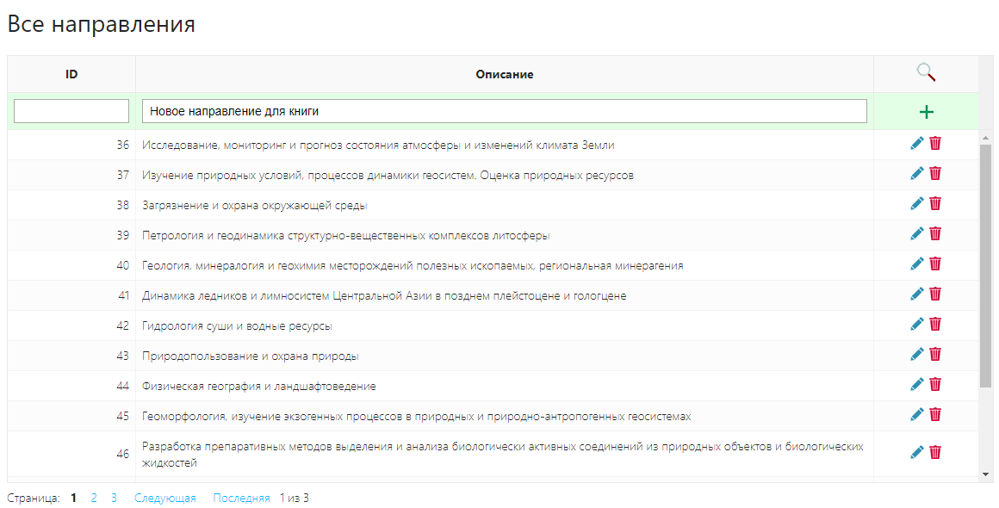 Все направления
ID Описание
Новое направление для книги
36 Исследование, мониторинг и прогноз состояния атмосферы и изменений климата Земли
37 Изучение природных условий, процессов динамики геосистем. Оценка природных ресурсов
38 Загрязнение и охрана окружающей среды
39 Петрология и геодинамика структурно-вещественных комплексов литосферы
40 Геология, минералогия и геохимия месторождений полезных ископаемых, региональная минерагения
41 Динамика ледников и лимносистем Центральной Азии в позднем плейстоцене и гологцене
42 Гидрология суши и водные ресурсы
43 Природопользование и охрана природы
44 Физическая география и ландшафтоведение
45 Геоморфология, изучение экзогенных процессов в природных и природно-антропогенных геосистемах
46 Разработка препаративных методов выделения и анализа биологически активных соединений из природных объектов и биологических
жидкостей
Страница: 1 2 3 Следующая Последняя 1 из 3